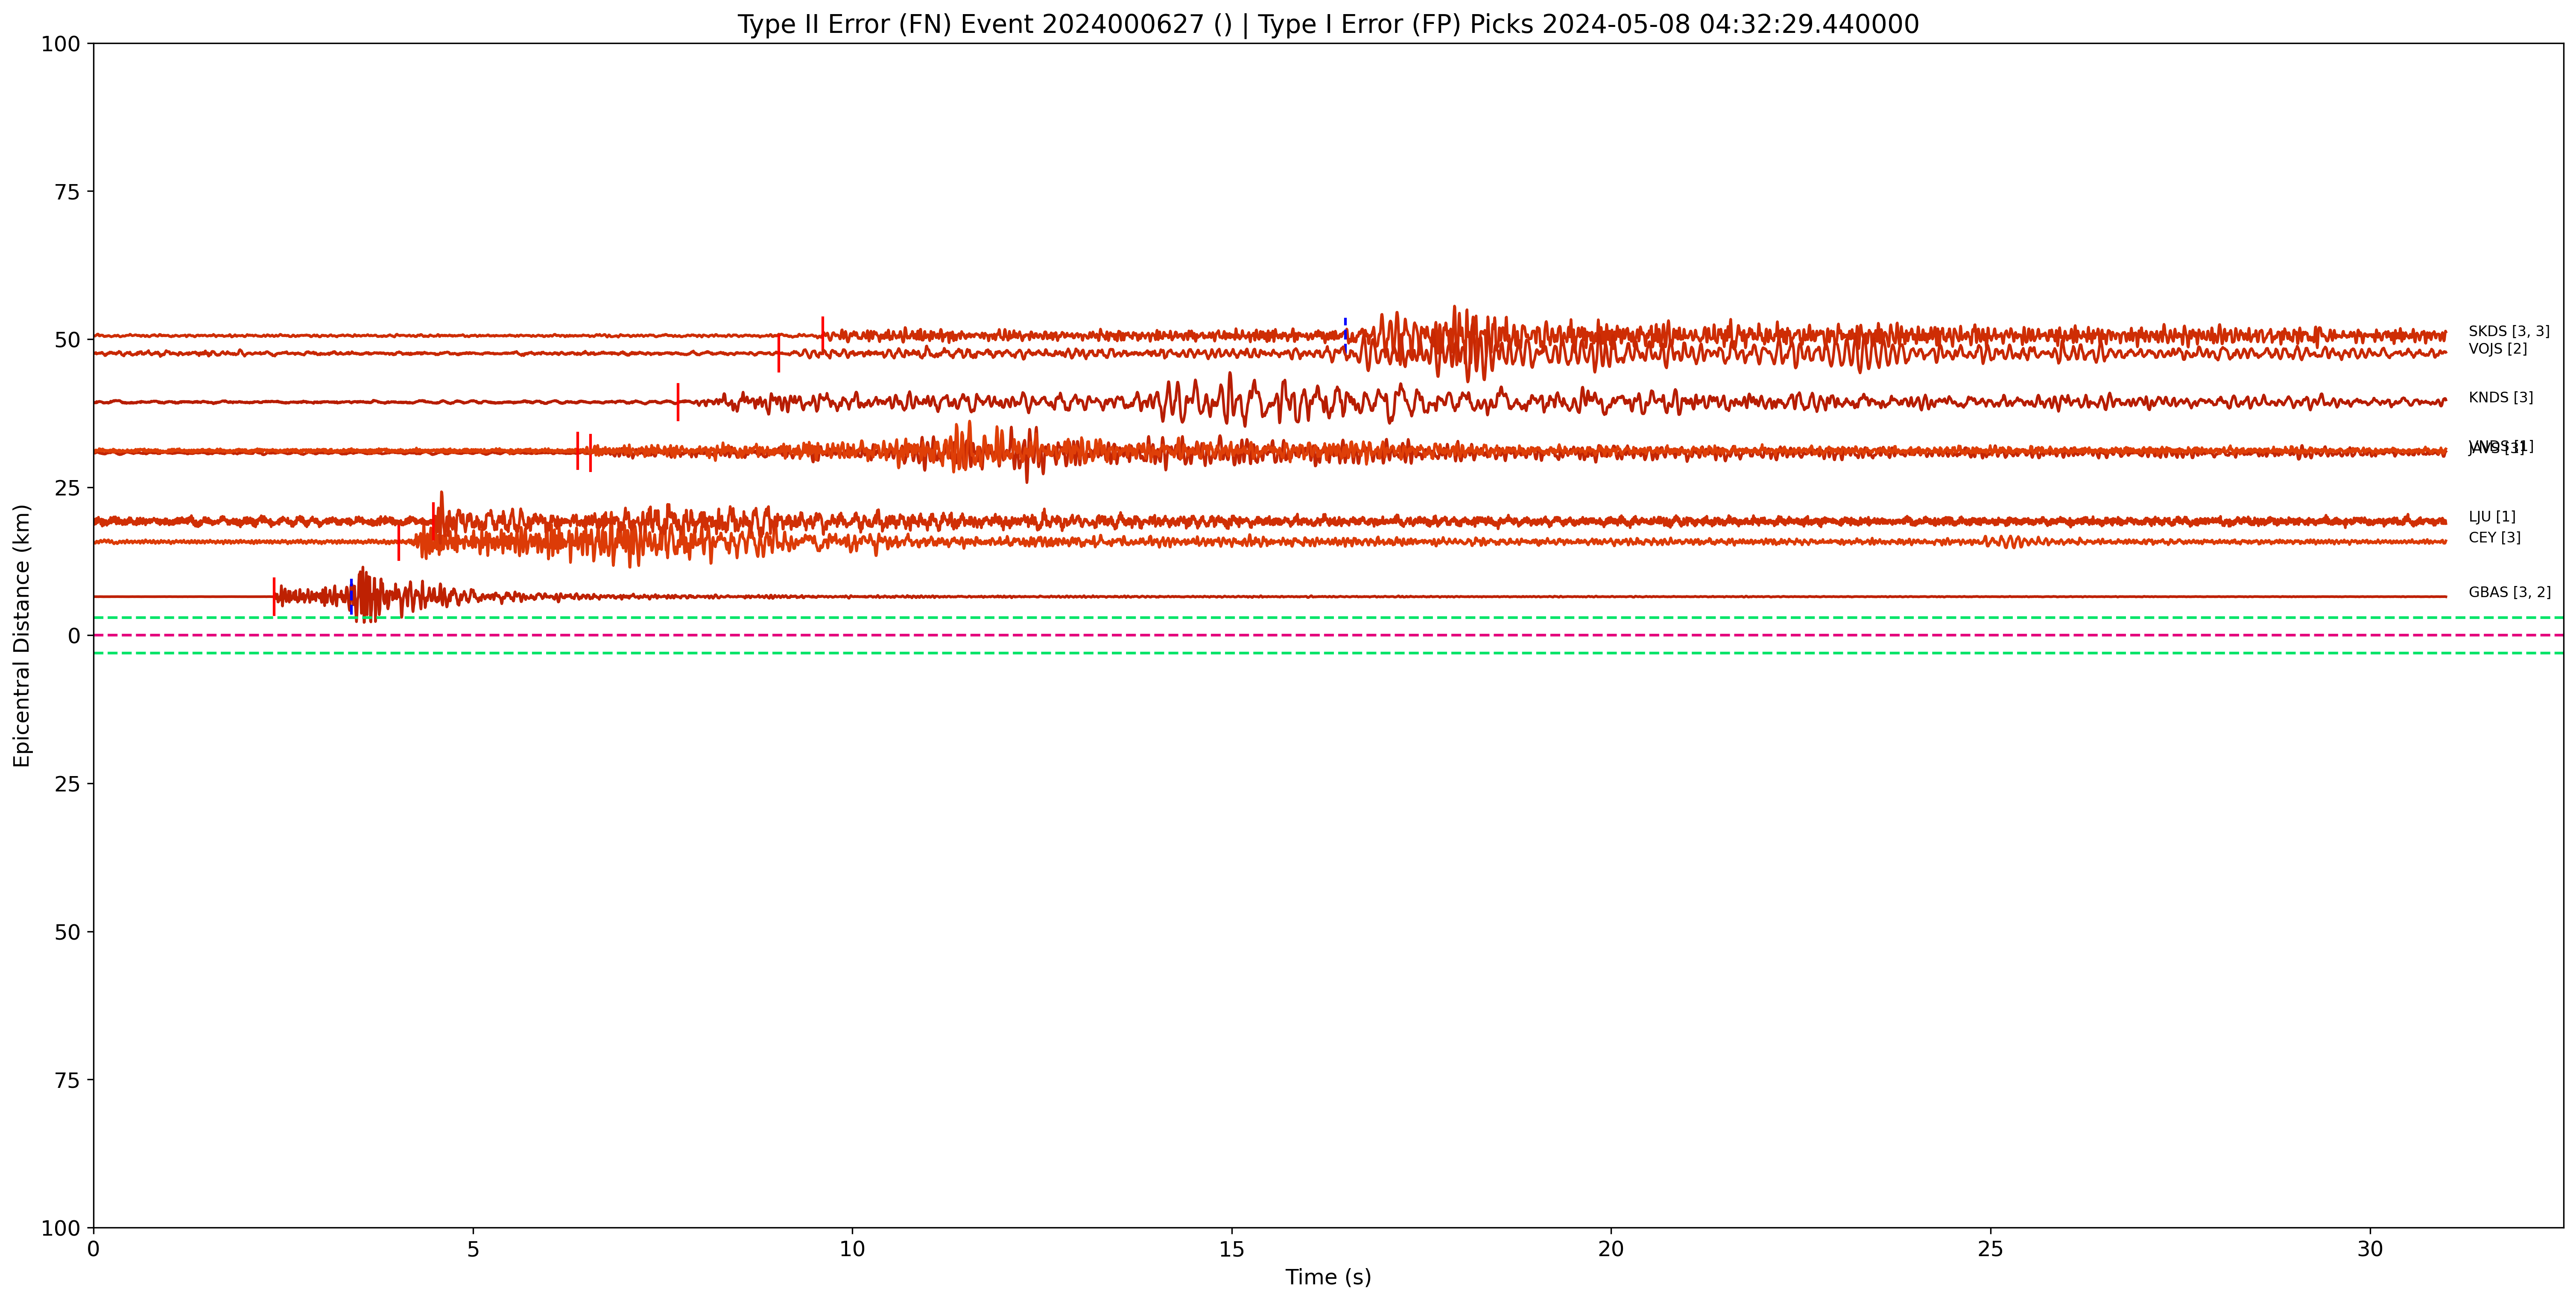 Type II Error (FN) Event 2024000627 () | Type I Error (FP) Picks 2024-05-08 04:32:29.440000
100
75
50
25
0
25
50
75
100
Epicentral Distance (km)
SKDS [3, 3]
VOJS [2]
KNDS [3]
LJU [1]
CEY [3]
GBAS [3, 2]
0
5
10
15
20
25
30
Time (s)